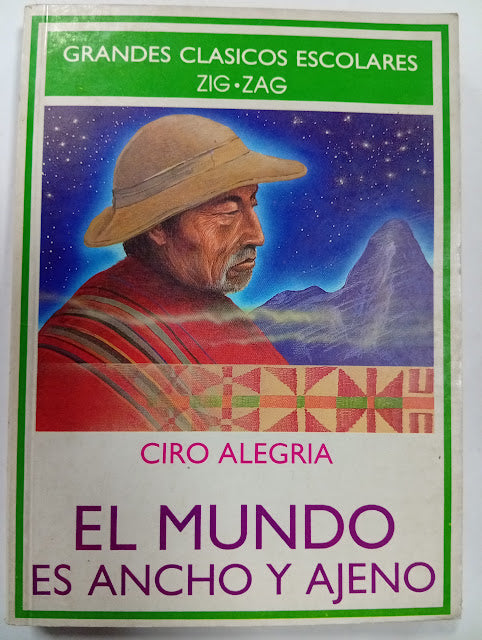 GRANDES CLASICOS ESCOLARES
ZIG•ZAG
CIRO ALEGRIA
EL MUNDO
ES ANCHO Y AJENO